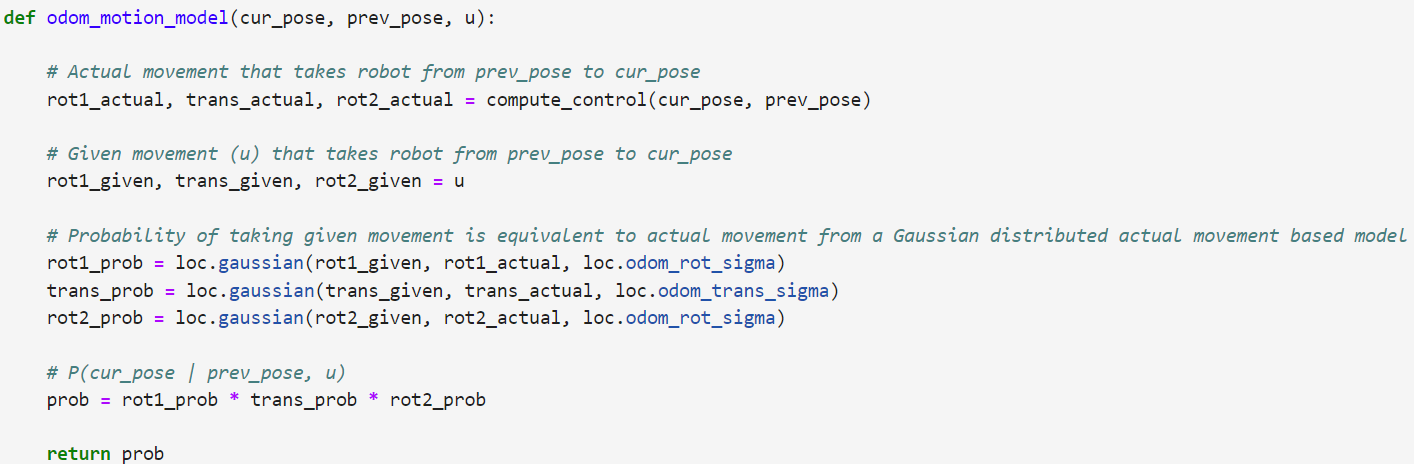 def odom_motion_model(cur_pose, prev_pose, u):
# Actual movement that takes robot from prev_pose to cur_pose
rot1_actual, trans_actual, rot2_actual = compute_control(cur_pose, prev_pose)
# Given movement (u) that takes robot from prev_pose to cur_pose
rot1_given, trans_given, rot2_given = u
# Probability of taking given movement is equivalent to actual movement from a Gaussian distributed actual movement based model
rot1_prob = loc.gaussian(rot1_given, rot1_actual, loc.odom_rot_sigma)
trans_prob = loc.gaussian(trans_given, trans_actual, loc.odom_trans_sigma)
rot2_prob = loc.gaussian(rot2_given, rot2_actual, loc.odom_rot_sigma)
# P(cur_pose | prev_pose, u)
prob = rot1_prob * trans_prob * rot2_prob
return prob